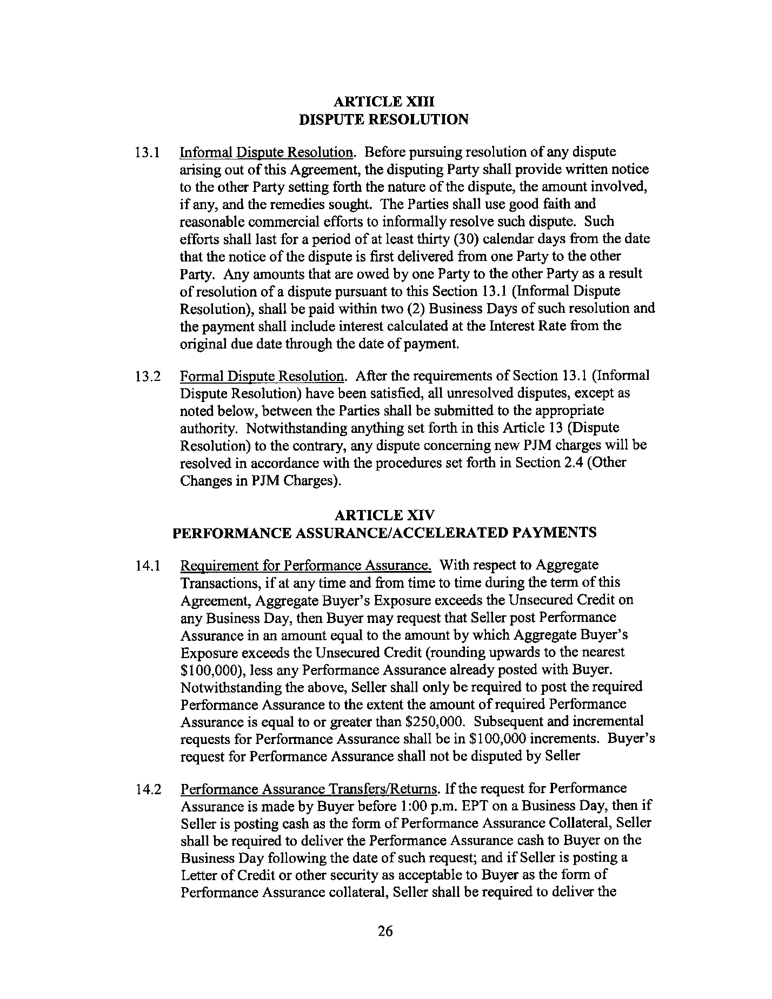 ARTICLE XIII
DISPUTE RESOLUTION
13.1 Informal Dispute Resolution. Before pursuing resolution of any dispute
arising out of this Agreement, the disputing Party shall provide written notice
to the other Party setting forth the nature of the dispute, the amount involved,
if any, and the remedies sought. The Parties shall use good faith and
reasonable commercial efforts to informally resolve such dispute. Such
efforts shall last for a period of at least thirty (30) calendar days from the date
that the notice of the dispute is first delivered from one Party to the other
Party. Any amounts that are owed by one Party to the other Party as a result
of resolution of a dispute pursuant to this Section 13.1 (Informal Dispute
Resolution), shall be paid within two (2) Business Days of such resolution and
the payment shall include interest calculated at the Interest Rate from the
original due date through the date of payment.
13.2 Formal Dispute Resolution. After the requirements of Section 13.1 (Informal
Dispute Resolution) have been satisfied, all unresolved disputes, except as
noted below, between the Parties shall be submitted to the appropriate
authority. Notwithstanding anything set forth in this Article 13 (Dispute
Resolution) to the contrary, any dispute concerning new PJM charges will be
resolved in accordance with the procedures set forth in Section 2.4 (Other
Changes in PJM Charges).
ARTICLE XIV
PERFORMANCE ASSURANCE/ACCELERATED PAYMENTS
14.1 Requirement for Performance Assurance. With respect to Aggregate
Transactions, if at any time and from time to time during the term of this
Agreement, Aggregate Buyer's Exposure exceeds the Unsecured Credit on
any Business Day, then Buyer may request that Seller post Performance
Assurance in an amount equal to the amount by which Aggregate Buyer's
Exposure exceeds the Unsecured Credit (rounding upwards to the nearest
$100,000), less any Performance Assurance already posted with Buyer.
Notwithstanding the above, Seller shall only be required to post the required
Performance Assurance to the extent the amount of required Performance
Assurance is equal to or greater than $250,000. Subsequent and incremental
requests for Performance Assurance shall be in $100,000 increments. Buyer's
request for Performance Assurance shall not be disputed by Seller
14.2 Performance Assurance Transfers/Returns. If the request for Performance
Assurance is made by Buyer before 1:00 p.m. EPT on a Business Day, then if
Seller is posting cash as the form of Performance Assurance Collateral, Seller
shall be required to deliver the Performance Assurance cash to Buyer on the
Business Day following the date of such request; and if Seller is posting a
Letter of Credit or other security as acceptable to Buyer as the form of
Performance Assurance collateral, Seller shall be required to deliver the
26